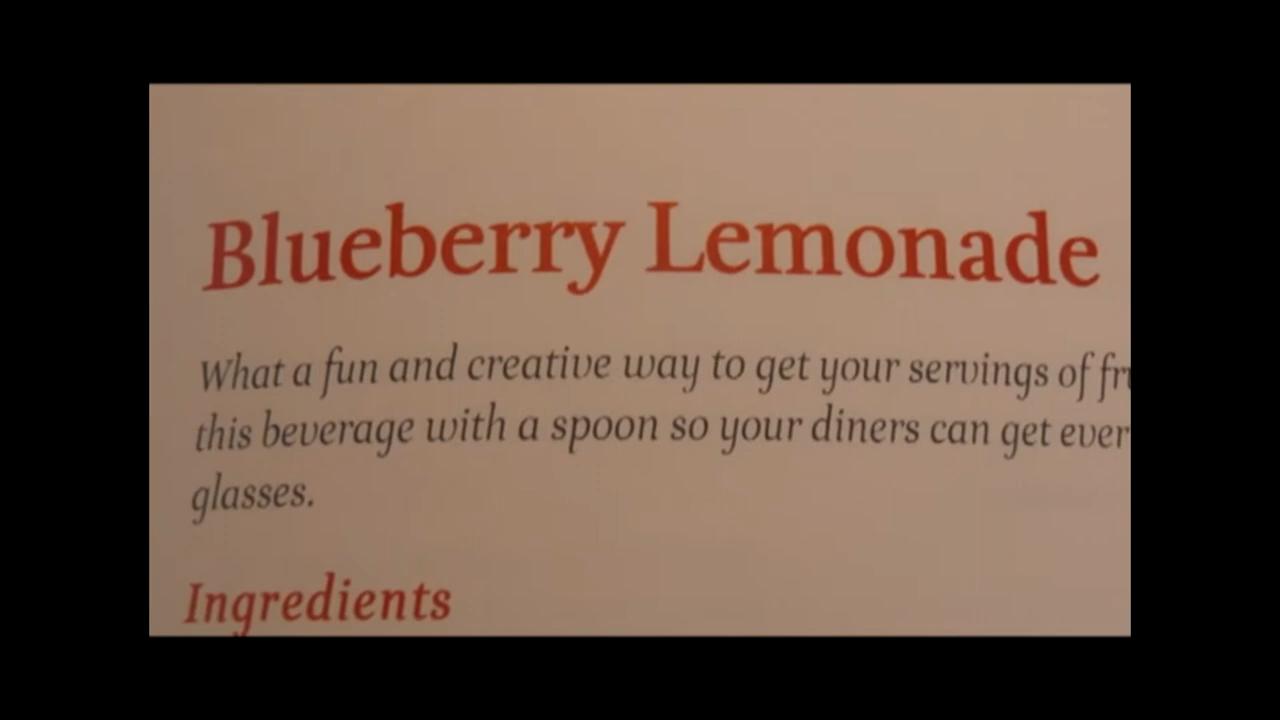 Blueberry Lemonade
What a fun and creative way to get your servings of
this beverage with a spoon so your diners can get
glasses.
Ingredients